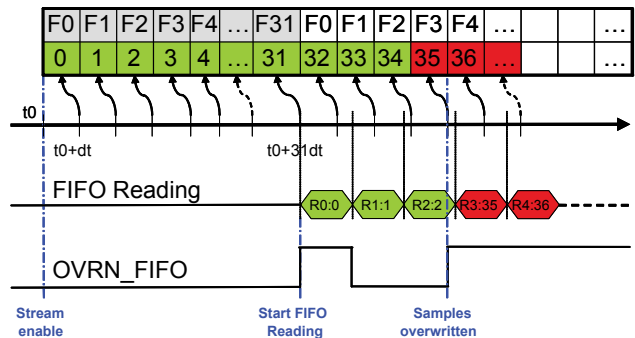 F0 F1 F2 F3 F4 ... F31 F0 F1 F2 F3 F4 ... ...
0 1 2 3 4 ... 31 32 33 34 35 36 ... ...
t0
t0+dt t0+31dt
FIFO Reading
R0:0 R1:1 R2:2 R3:35 R4:36
OVRN_FIFO
Stream
enable
Start FIFO
Reading
Samples
overwritten